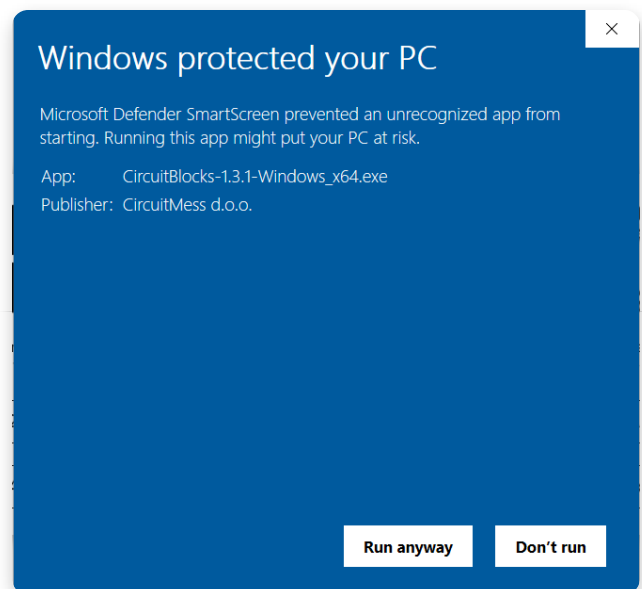 Windows protected your PC
Microsoft Defender SmartScreen prevented an unrecognized app from
starting. Running this app might put your PC at risk.
App: CircuitBlocks-1.3.1-Windows_x64.exe
Publisher: CircuitMess d.o.o.
Run anyway Don’t run